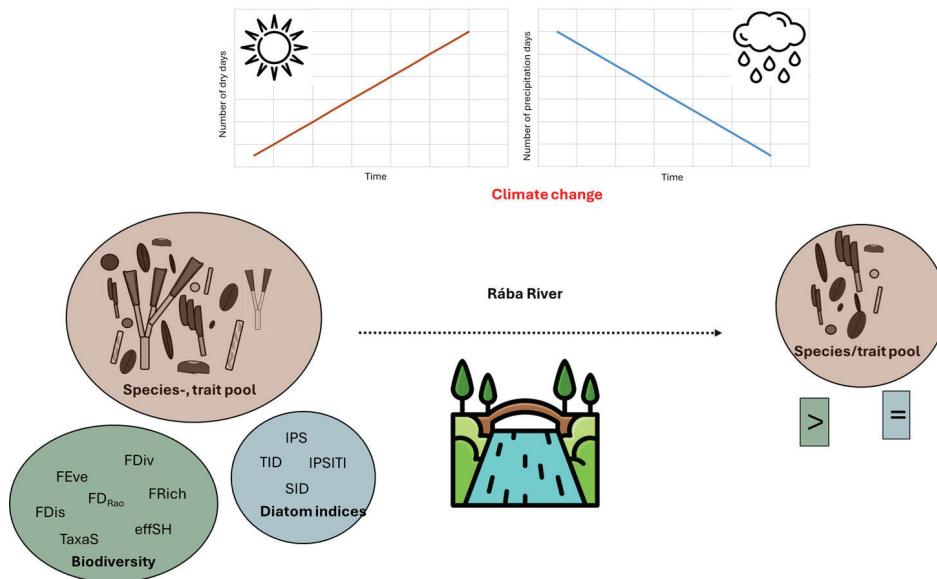 Number of dry days
Time
Number of precipitation days
Time
Climate change
Species-, trait pool
Rába River
Species/trait pool
>
=
FDiv
FEve
FD_Rao
FRich
FDis
effSH
TaxaS
Biodiversity
IPS
TID IPSITI
SID
Diatom indices